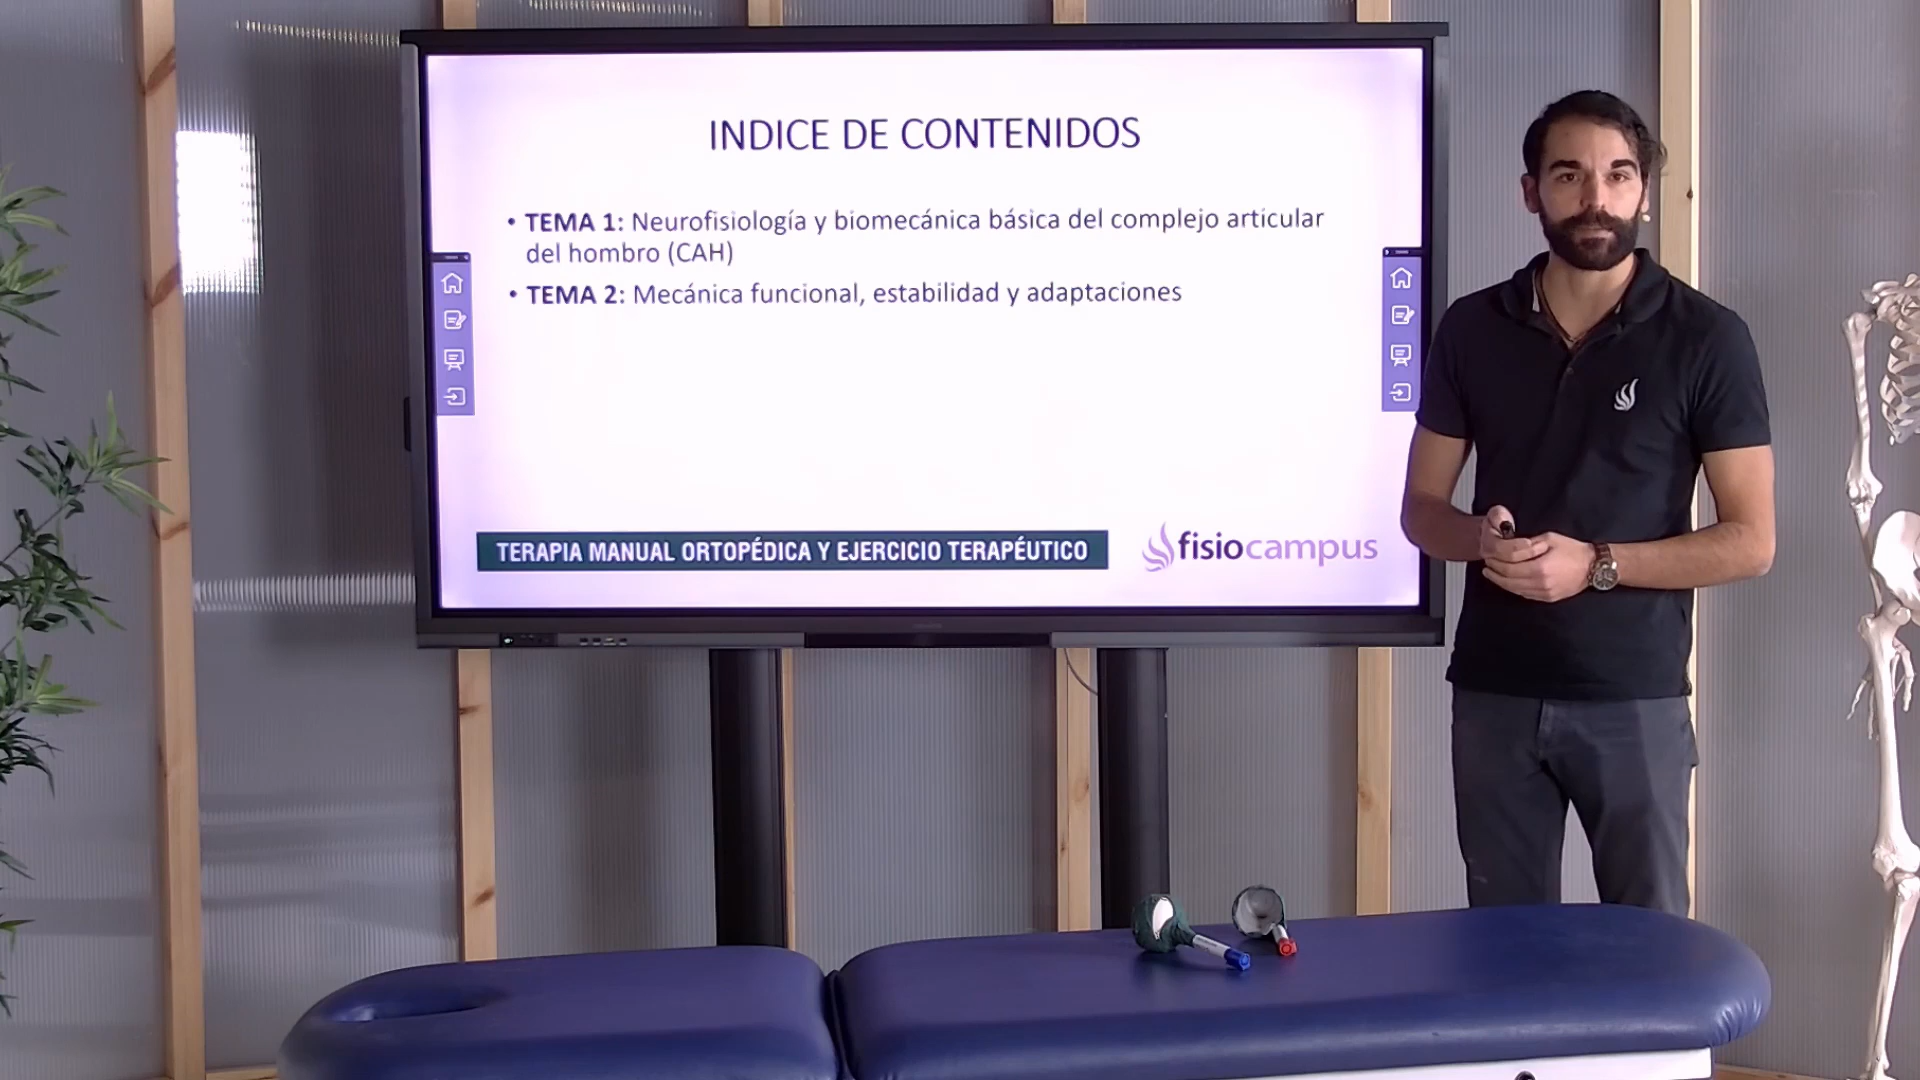 INDICE DE CONTENIDOS
• TEMA 1: Neurofisiología y biomecánica básica del complejo articular
del hombro (CAH)
• TEMA 2: Mecánica funcional, estabilidad y adaptaciones
TERAPIA MANUAL ORTOPÉDICA Y EJERCICIO TERAPÉUTICO
fisiocampus